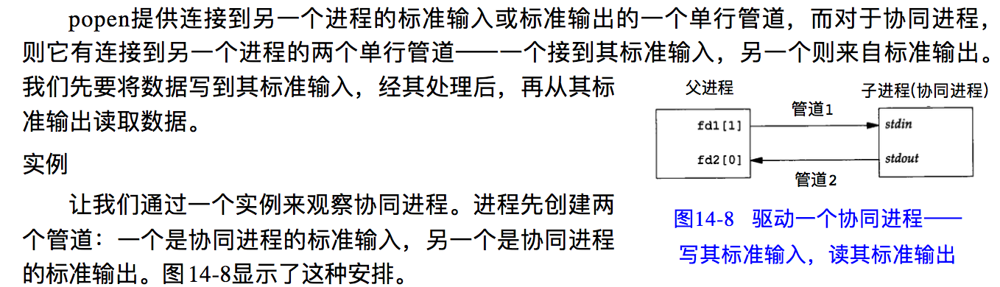 popen提供连接到另一个进程的标准输入或标准输出的一个单行管道，而对于协同进程，
则它有连接到另一个进程的两个单行管道——一个接到其标准输入，另一个则来自标准输出。
我们先要将数据写到其标准输入，经其处理后，再从其标
准输出读取数据。
实例
让我们通过一个实例来观察协同进程。进程先创建两
个管道：一个是协同进程的标准输入，另一个是协同进程
的标准输出。图14-8显示了这种安排。
父进程
子进程(协同进程)
管道1
fd1[1]
stdin
fd2[0]
stdout
管道2
图14-8 驱动一个协同进程——
写其标准输入，读其标准输出